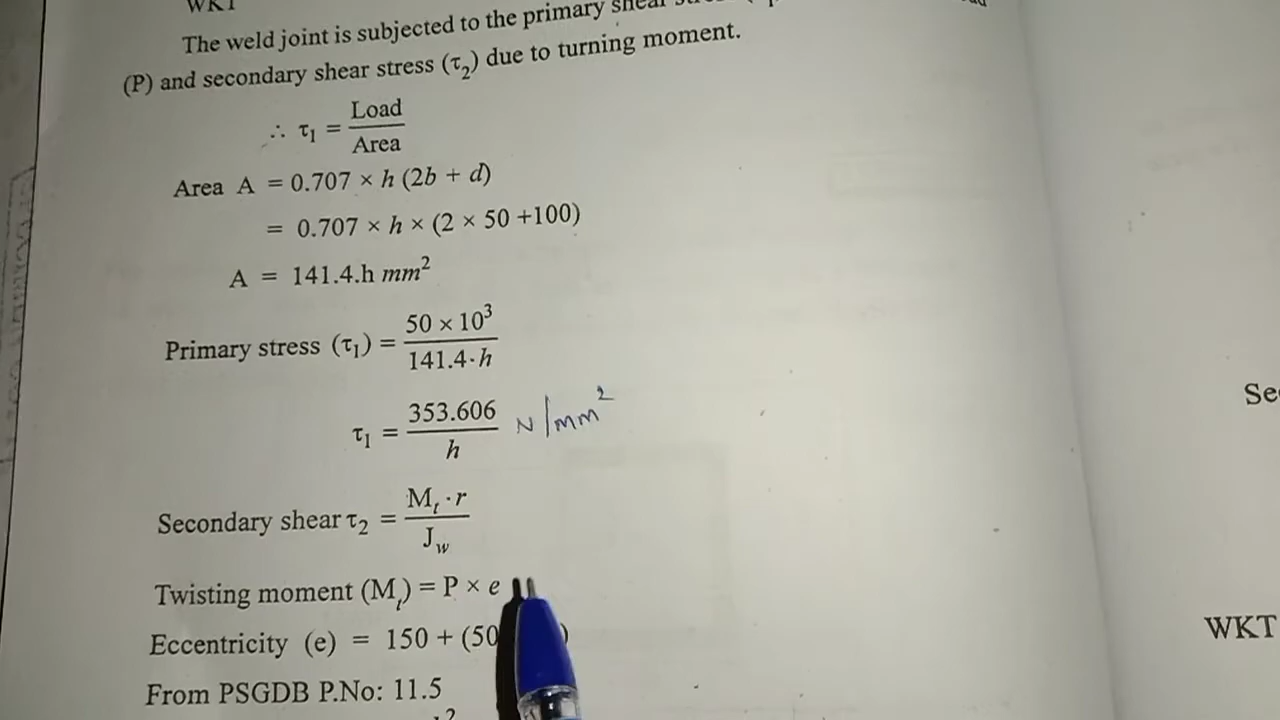 WKT
The weld joint is subjected to the primary shear
(P) and secondary shear stress (τ₂) due to turning moment.
∴ τ₁ = Load / Area
Area A = 0.707 × h (2b + d)
= 0.707 × h × (2 × 50 +100)
A = 141.4.h mm²
Primary stress (τ₁) = 50 × 10³ / 141.4·h
τ₁ = 353.606 / h N/mm²
Secondary shear τ₂ = Mₜ · r / J_w
Twisting moment (Mₜ) = P × e
Eccentricity (e) = 150 + (50
From PSGDB P.No: 11.5
WKT